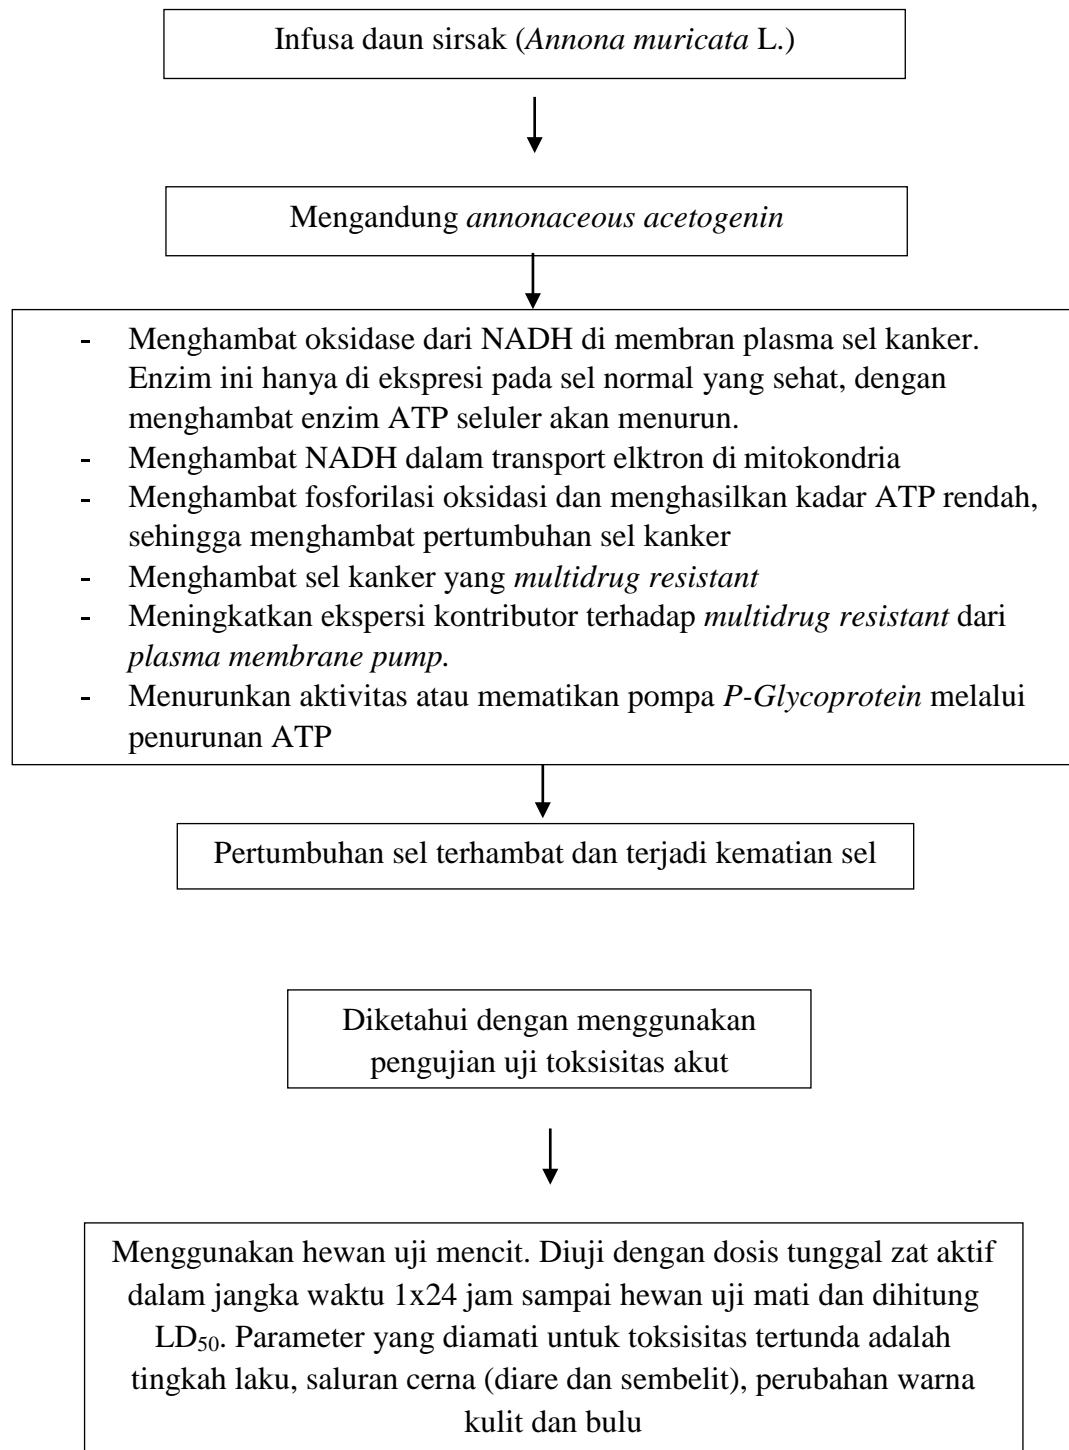 Infusa daun sirsak (Annona muricata L.)
Mengandung annonaceous acetogenin
- Menghambat oksidase dari NADH di membran plasma sel kanker.
Enzim ini hanya di ekspresi pada sel normal yang sehat, dengan
menghambat enzim ATP seluler akan menurun.
- Menghambat NADH dalam transport elktron di mitokondria
- Menghambat fosforilasi oksidasi dan menghasilkan kadar ATP rendah,
sehingga menghambat pertumbuhan sel kanker
- Menghambat sel kanker yang multidrug resistant
- Meningkatkan ekspersi kontributor terhadap multidrug resistant dari
plasma membrane pump.
- Menurunkan aktivitas atau mematikan pompa P-Glycoprotein melalui
penurunan ATP
Pertumbuhan sel terhambat dan terjadi kematian sel
Diketahui dengan menggunakan
pengujian uji toksisitas akut
Menggunakan hewan uji mencit. Diuji dengan dosis tunggal zat aktif
dalam jangka waktu 1x24 jam sampai hewan uji mati dan dihitung
LD50. Parameter yang diamati untuk toksisitas tertunda adalah
tingkah laku, saluran cerna (diare dan sembelit), perubahan warna
kulit dan bulu